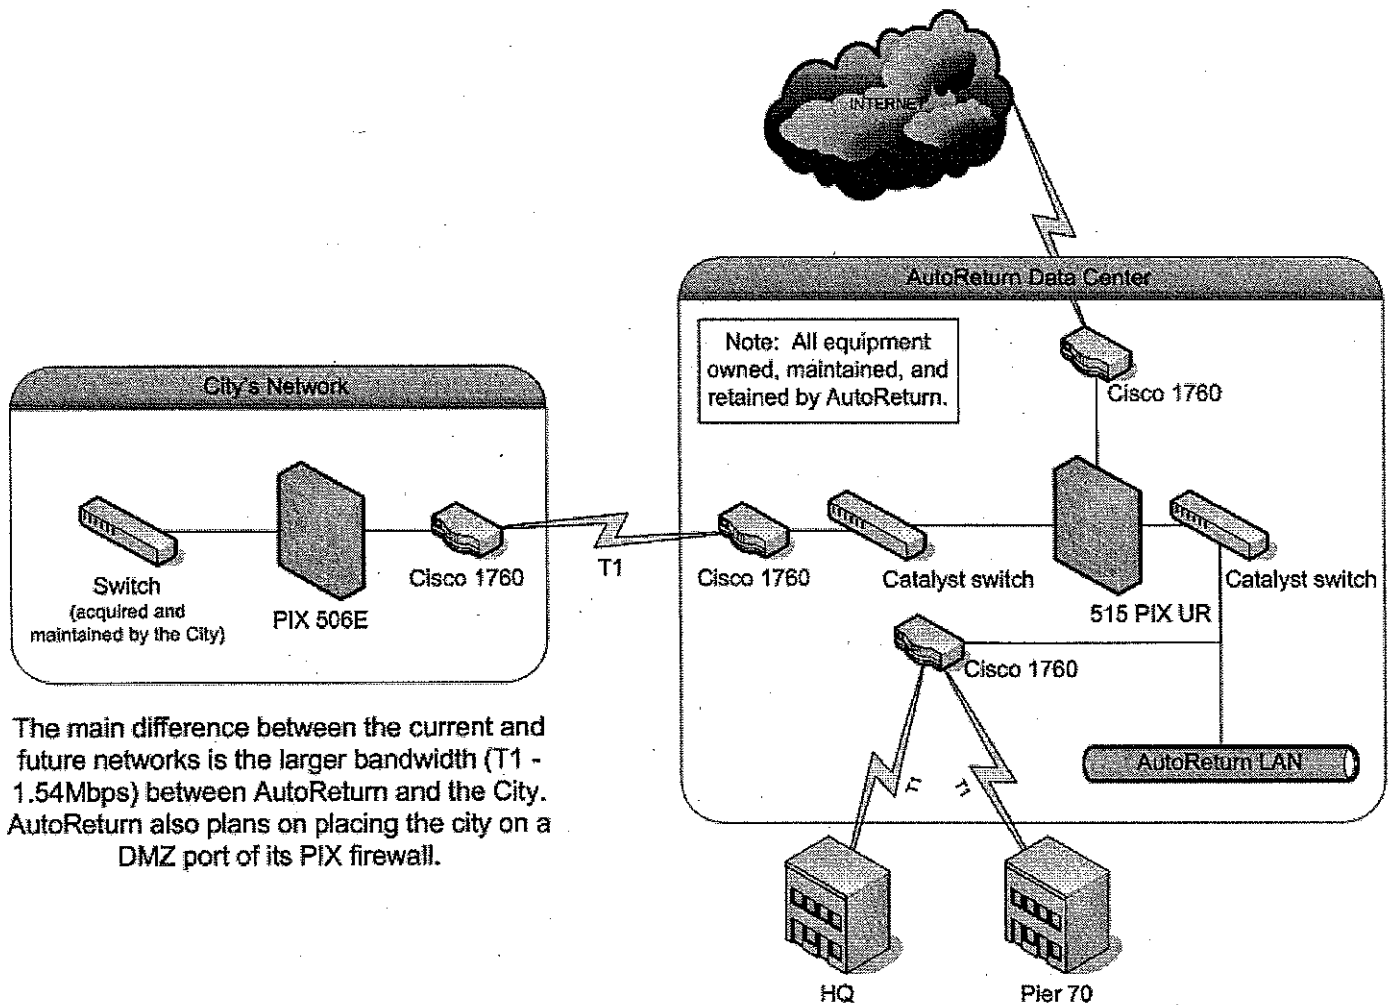 INTERNET
AutoReturn Data Center
Note: All equipment
owned, maintained, and
retained by AutoReturn.
Cisco 1760
City's Network
Switch
(acquired and
maintained by the City)
PIX 506E
Cisco 1760
T1
Cisco 1760
Catalyst switch
515 PIX UR
Catalyst switch
Cisco 1760
AutoReturn LAN
T1
T1
The main difference between the current and
future networks is the larger bandwidth (T1 -
1.54Mbps) between AutoReturn and the City.
AutoReturn also plans on placing the city on a
DMZ port of its PIX firewall.
HQ
Pier 70